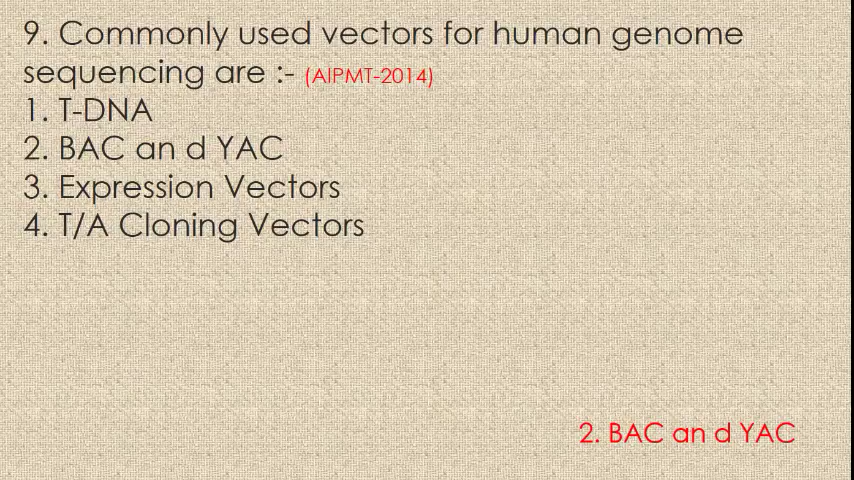 9. Commonly used vectors for human genome
sequencing are :- (AIPMT-2014)
1. T-DNA
2. BAC an d YAC
3. Expression Vectors
4. T/A Cloning Vectors
2. BAC an d YAC